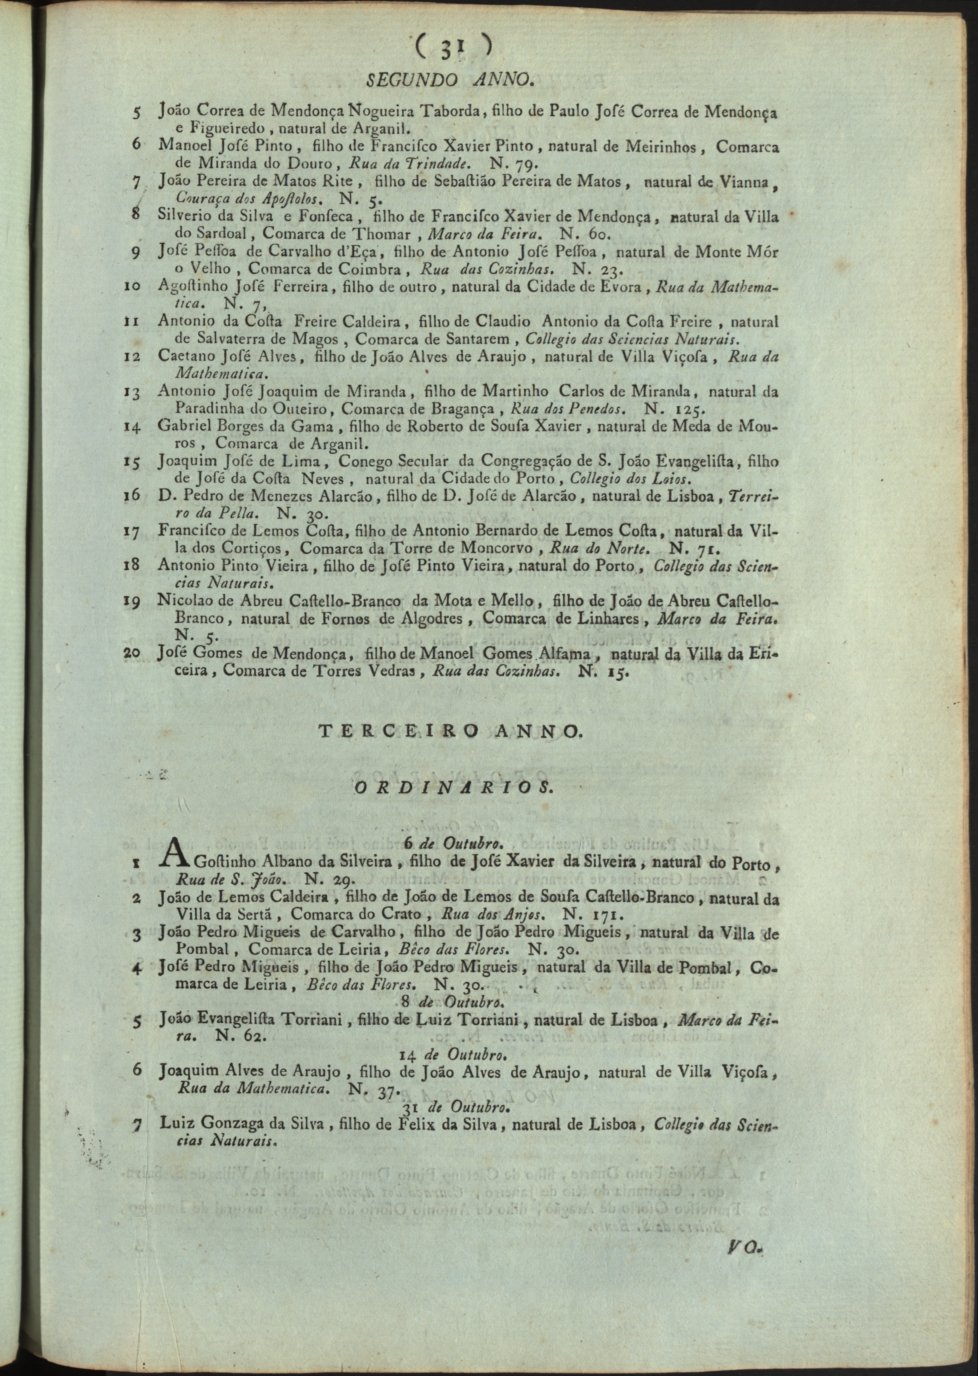 ( 31 )
SEGUNDO ANNO.
5 João Correa de Mendonça Nogueira Taborda, filho de Paulo Joſé Correa de Mendonça
e Figueiredo, natural de Arganil.
6 Manoel Joſé Pinto, filho de Franciſco Xavier Pinto, natural de Meirinhos, Comarca
de Miranda do Douro, Rua da Trindade. N. 79.
7 João Pereira de Matos Rite, filho de Sebaſtião Pereira de Matos, natural de Vianna,
Couraça dos Apoſtolos. N. 5.
8 Silverio da Silva e Fonſeca, filho de Franciſco Xavier de Mendonça, natural da Villa
do Sardoal, Comarca de Thomar, Marco da Feira. N. 60.
9 Joſé Peſſoa de Carvalho d'Eça, filho de Antonio Joſé Peſſoa, natural de Monte Mór
o Velho, Comarca de Coimbra, Rua das Cozinhas. N. 23.
10 Agoſtinho Joſé Ferreira, filho de outro, natural da Cidade de Evora, Rua da Mathema-
tica. N. 7,
11 Antonio da Coſta Freire Caldeira, filho de Claudio Antonio da Coſta Freire, natural
de Salvaterra de Magos, Comarca de Santarem, Collegio das Sciencias Naturais.
12 Caetano Joſé Alves, filho de João Alves de Araujo, natural de Villa Viçoſa, Rua da
Mathematica.
13 Antonio Joſé Joaquim de Miranda, filho de Martinho Carlos de Miranda, natural da
Paradinha do Outeiro, Comarca de Bragança, Rua dos Penedos. N. 125.
14 Gabriel Borges da Gama, filho de Roberto de Souſa Xavier, natural de Meda de Mou-
ros, Comarca de Arganil.
15 Joaquim Joſé de Lima, Conego Secular da Congregação de S. João Evangeliſta, filho
de Joſé da Coſta Neves, natural da Cidade do Porto, Collegio dos Loios.
16 D. Pedro de Menezes Alarcão, filho de D. Joſé de Alarcão, natural de Lisboa, Terrei-
ro da Pella. N. 30.
17 Franciſco de Lemos Coſta, filho de Antonio Bernardo de Lemos Coſta, natural da Vil-
la dos Cortiços, Comarca da Torre de Moncorvo, Rua do Norte. N. 71.
18 Antonio Pinto Vieira, filho de Joſé Pinto Vieira, natural do Porto, Collegio das Scien-
cias Naturais.
19 Nicolao de Abreu Caſtello-Branco da Mota e Mello, filho de João de Abreu Caſtello-
Branco, natural de Fornos de Algodres, Comarca de Linhares, Marco da Feira.
N. 5.
20 Joſé Gomes de Mendonça, filho de Manoel Gomes Alfama, natural da Villa da Eri-
ceira, Comarca de Torres Vedras, Rua das Cozinhas. N. 15.
TERCEIRO ANNO.
ORDINARIOS.
6 de Outubro.
1 AGoſtinho Albano da Silveira, filho de Joſé Xavier da Silveira, natural do Porto,
Rua de S. João. N. 29.
2 João de Lemos Caldeira, filho de João de Lemos de Souſa Caſtello-Branco, natural da
Villa da Sertã, Comarca do Crato, Rua dos Anjos. N. 171.
3 João Pedro Migueis de Carvalho, filho de João Pedro Migueis, natural da Villa de
Pombal, Comarca de Leiria, Bêco das Flores. N. 30.
4 Joſé Pedro Migueis, filho de João Pedro Migueis, natural da Villa de Pombal, Co-
marca de Leiria, Bêco das Flores. N. 30.
8 de Outubro.
5 João Evangeliſta Torriani, filho de Luiz Torriani, natural de Lisboa, Marco da Fei-
ra. N. 62.
14 de Outubro.
6 Joaquim Alves de Araujo, filho de João Alves de Araujo, natural de Villa Viçoſa,
Rua da Mathematica. N. 37.
31 de Outubro.
7 Luiz Gonzaga da Silva, filho de Felix da Silva, natural de Lisboa, Collegio das Scien-
cias Naturais.
VO.